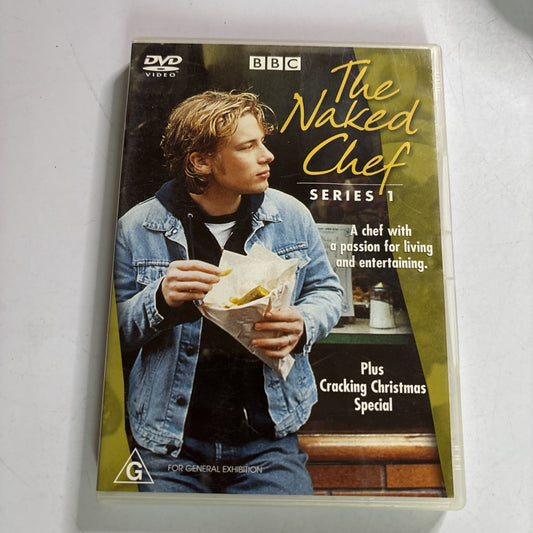 DVD
VIDEO
BBC
The
Naked
Chef
SERIES 1
A chef with
a passion for living
and entertaining.
Plus
Cracking Christmas
Special
G
FOR GENERAL EXHIBITION